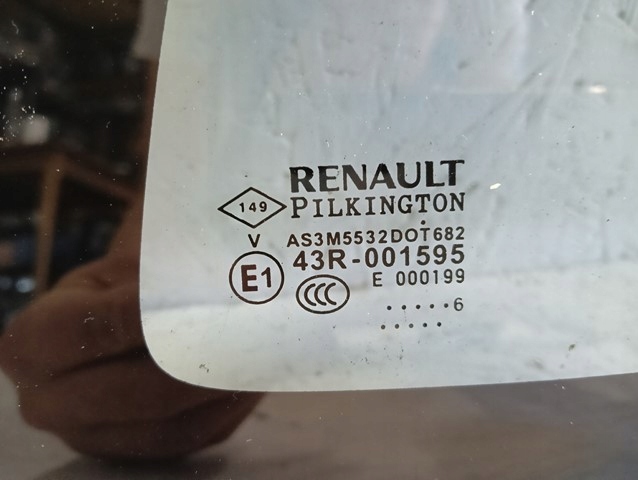 RENAULT
149 PILKINGTON
V AS3M5532DOT682
E1 43R-001595
CCC E 000199
.....6
.....